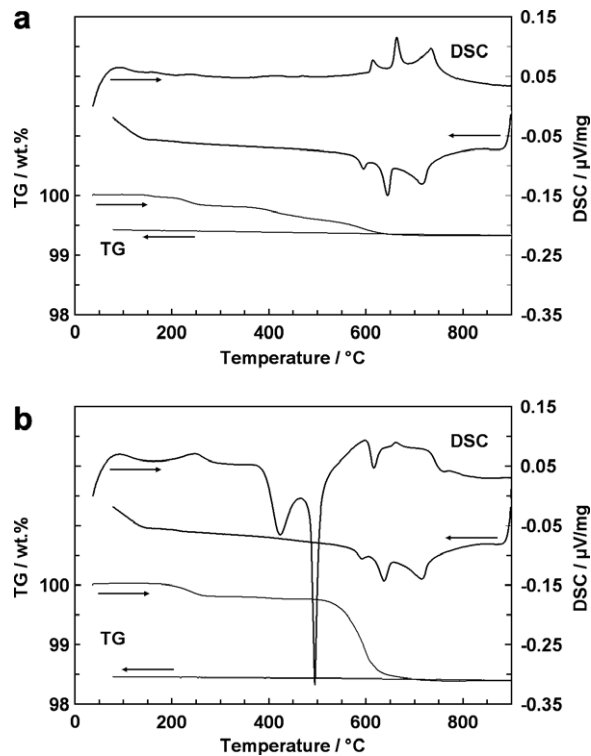 a
0.15
DSC
0.05
-0.05
100
-0.15
99
TG
-0.25
98
-0.35
0
200
400
600
800
TG / wt.%
DSC / µV/mg
Temperature / °C
b
0.15
DSC
0.05
-0.05
100
-0.15
99
TG
-0.25
98
-0.35
0
200
400
600
800
TG / wt.%
DSC / µV/mg
Temperature / °C